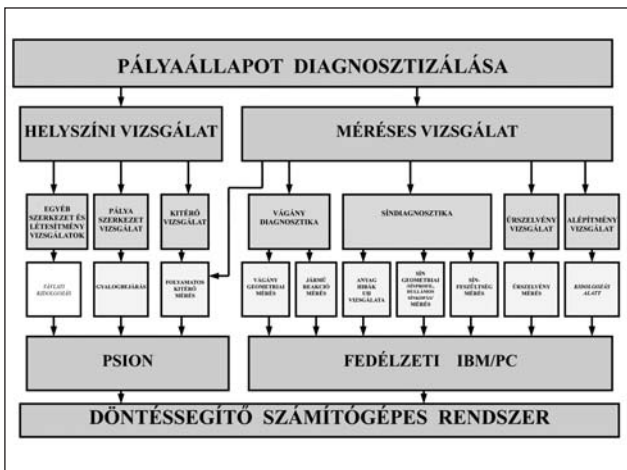 PÁLYAÁLLAPOT DIAGNOSZTIZÁLÁSA
HELYSZÍNI VIZSGÁLAT
MÉRÉSES VIZSGÁLAT
EGYÉB
SZERKEZET ÉS
LÉTESÍTMÉNY
VIZSGÁLATOK
PÁLYA
SZERKEZET
VIZSGÁLAT
KITÉRŐ
VIZSGÁLAT
VÁGÁNY
DIAGNOSZTIKA
SÍNDIAGNOSZTIKA
ŰRSZELVÉNY
VIZSGÁLAT
ALÉPÍTMÉNY
VIZSGÁLAT
GYALOGBEJÁRÁS
FOLYAMATOS
KITÉRŐ
MÉRÉS
VÁGÁNY
GEOMETRIAI
MÉRÉS
JÁRMŰ
REAKCIÓ
MÉRÉS
ANYAG
HIBÁK
UH
VIZSGÁLATA
SÍN
GEOMETRIAI
MÉRÉS
SÍN-
FESZÜLTSÉG
MÉRÉS
ŰRSZELVÉNY
MÉRÉS
KIDOLGOZÁS
ALATT
PSION
FEDÉLZETI IBM/PC
DÖNTÉSSEGÍTŐ SZÁMÍTÓGÉPES RENDSZER